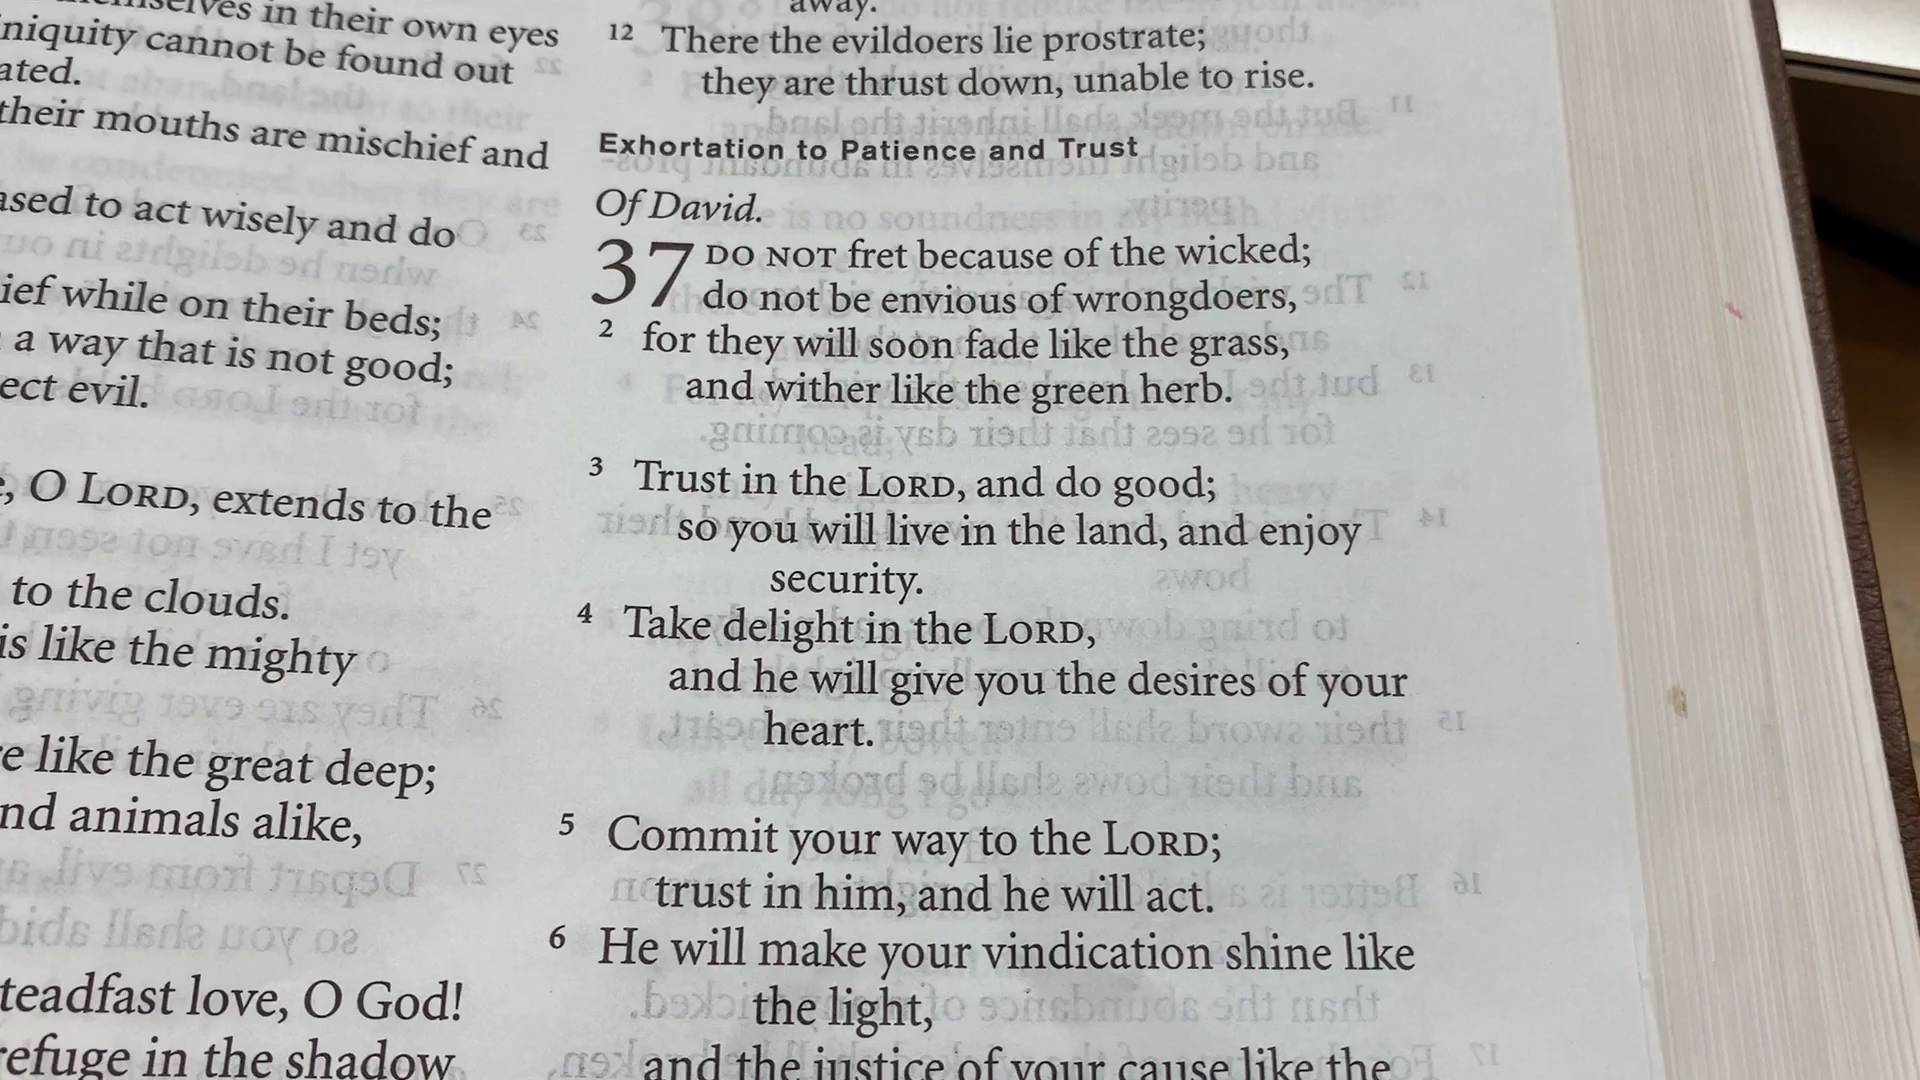 themselves in their own eyes
niquity cannot be found out
ated.
their mouths are mischief and
ased to act wisely and do
ief while on their beds;
a way that is not good;
ect evil.
, O LORD, extends to the
to the clouds.
is like the mighty
e like the great deep;
nd animals alike,
teadfast love, O God!
refuge in the shadow
away.
12 There the evildoers lie prostrate;
they are thrust down, unable to rise.
Exhortation to Patience and Trust
Of David.
37 DO NOT fret because of the wicked;
do not be envious of wrongdoers,
2 for they will soon fade like the grass,
and wither like the green herb.
3 Trust in the LORD, and do good;
so you will live in the land, and enjoy
security.
4 Take delight in the LORD,
and he will give you the desires of your
heart.
5 Commit your way to the LORD;
trust in him, and he will act.
6 He will make your vindication shine like
the light,
and the justice of your cause like the